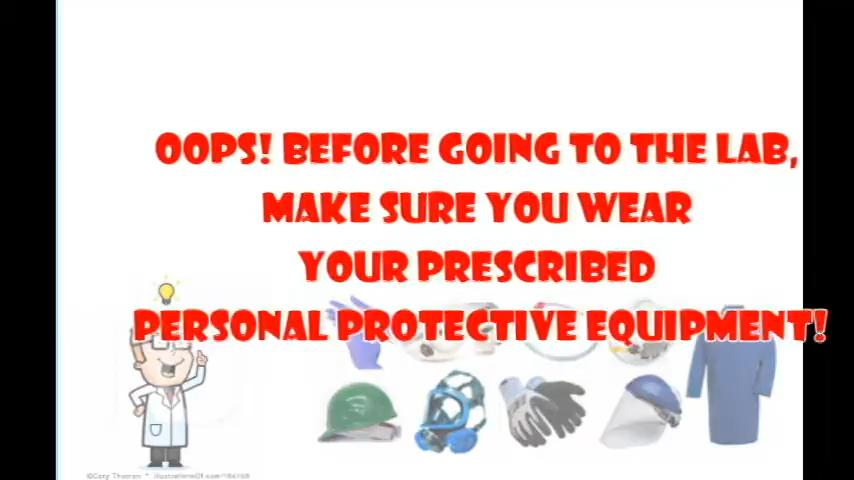 OOPS! BEFORE GOING TO THE LAB,
MAKE SURE YOU WEAR
YOUR PRESCRIBED
PERSONAL PROTECTIVE EQUIPMENT!